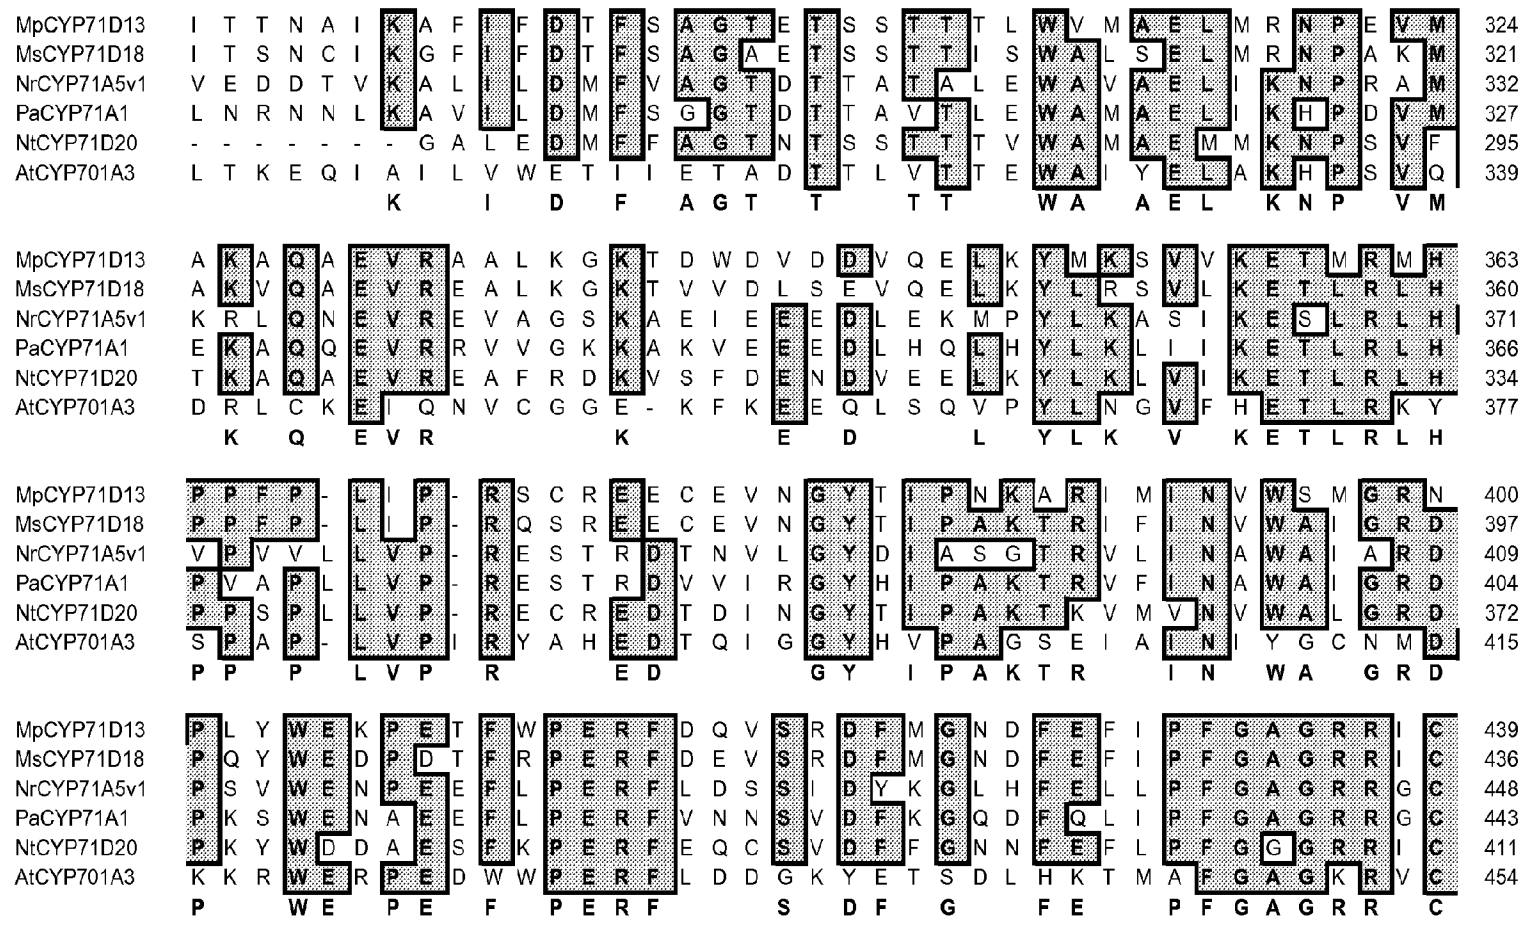 MpCYP71D13 I T T N A I K A F I F D T F S A G T E T S S T T T L W V M A E L M R N P E V M 324
MsCYP71D18 I T S N C I K G F I F D T F S A G A E T S S T T I S W A L S E L M R N P A K M 321
NrCYP71A5v1 V E D D T V K A L I L D M F V A G T D T T A T A L E W A V A E L I K N P R A M 332
PaCYP71A1 L N R N N L K A V I L D M F S G G T D T T A V T L E W A M A E L I K H P D V M 327
NtCYP71D20 - - - - - - - G A L E D M F F A G T N T S S T T T V W A M A E M M K N P S V F 295
AtCYP701A3 L T K E Q I A I L V W E T I I E T A D T T L V T T E W A I Y E L A K H P S V Q 339
K I D F A G T T T T W A A E L K N P V M
MpCYP71D13 A K A Q A E V R A A L K G K T D W D V D D V Q E L K Y M K S V V K E T M R M H 363
MsCYP71D18 A K V Q A E V R E A L K G K T V V D L S E V Q E L K Y L R S V L K E T L R L H 360
NrCYP71A5v1 K R L Q N E V R E V A G S K A E I E E E D L E K M P Y L K A S I K E S L R L H 371
PaCYP71A1 E K A Q Q E V R R V V G K K A K V E E E D L H Q L H Y L K L I I K E T L R L H 366
NtCYP71D20 T K A Q A E V R E A F R D K V S F D E N D V E E L K Y L K L V I K E T L R L H 334
AtCYP701A3 D R L C K E I Q N V C G G E - K F K E E Q L S Q V P Y L N G V F H E T L R K Y 377
K Q E V R K E D L Y L K V K E T L R L H
MpCYP71D13 P P F P - L I P - R S C R E E C E V N G Y T I P N K A R I M I N V W S M G R N 400
MsCYP71D18 P P F P - L I P - R Q S R E E C E V N G Y T I P A K T R I F I N V W A I G R D 397
NrCYP71A5v1 V P V V L L V P - R E S T R D T N V L G Y D I A S G T R V L I N A W A I A R D 409
PaCYP71A1 P V A P L L V P - R E S T R D V V I R G Y H I P A K T R V F I N A W A I G R D 404
NtCYP71D20 P P S P L L V P - R E C R E D T D I N G Y T I P A K T K V M V N V W A L G R D 372
AtCYP701A3 S P A P - L V P I R Y A H E D T Q I G G Y H V P A G S E I A I N I Y G C N M D 415
P P P L V P R E D G Y I P A K T R I N W A G R D
MpCYP71D13 P L Y W E K P E T F W P E R F D Q V S R D F M G N D F E F I P F G A G R R I C 439
MsCYP71D18 P Q Y W E D P D T F R P E R F D E V S R D F M G N D F E F I P F G A G R R I C 436
NrCYP71A5v1 P S V W E N P E E F L P E R F L D S S I D Y K G L H F E L L P F G A G R R G C 448
PaCYP71A1 P K S W E N A E E F L P E R F V N N S V D F K G Q D F Q L I P F G A G R R G C 443
NtCYP71D20 P K Y W D D A E S F K P E R F E Q C S V D F F G N N F E F L P F G G G R R I C 411
AtCYP701A3 K K R W E R P E D W W P E R F L D D G K Y E T S D L H K T M A F G A G K R V C 454
P W E P E F P E R F S D F G F E P F G A G R R C